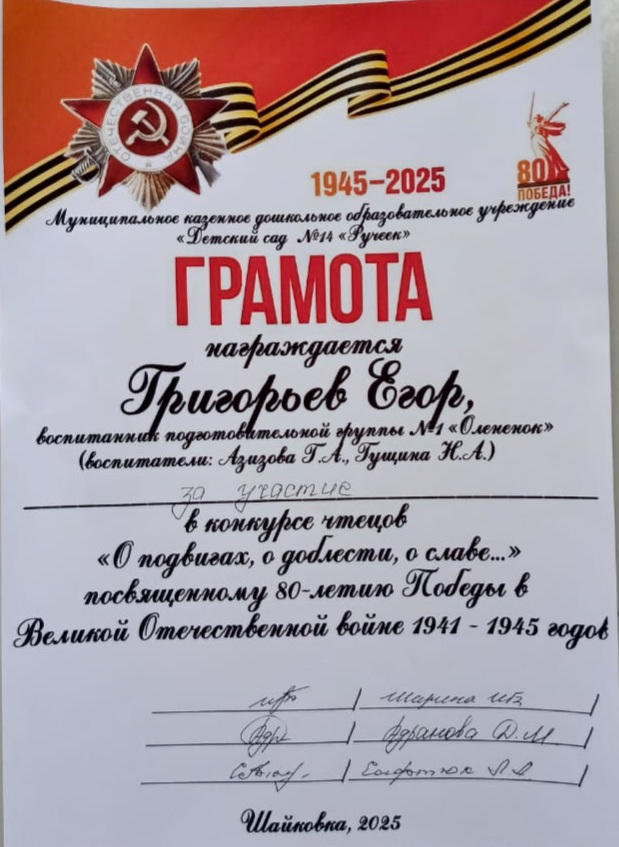 ОТЕЧЕСТВЕННАЯ ВОЙНА
1945–2025
80
ПОБЕДА!
Муниципальное казенное дошкольное образовательное учреждение
«Детский сад №14 «Ручеек»
ГРАМОТА
награждается
Григорьев Егор,
воспитанник подготовительной группы №1 «Олененок»
(воспитатели: Азизова Г.А., Гущина Н.А.)
за участие
в конкурсе чтецов
«О подвигах, о доблести, о славе...»
посвященному 80-летию Победы в
Великой Отечественной войне 1941 - 1945 годов
Ширина
Адранова Д.М.
Шайковка, 2025